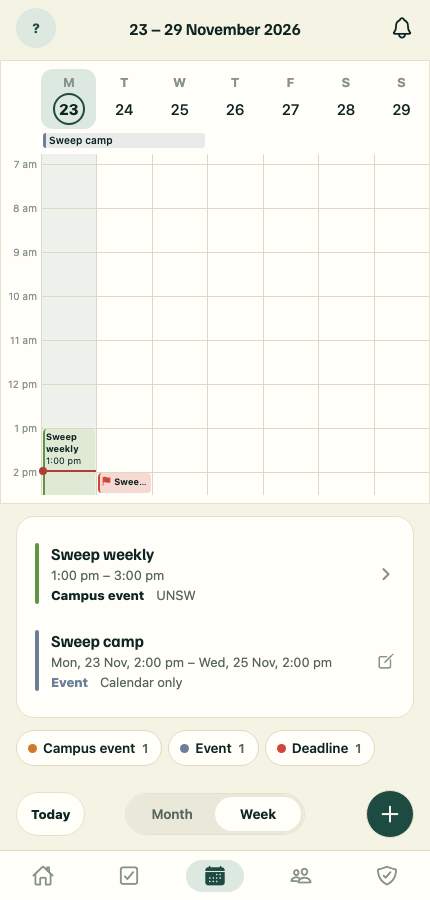 ?
23 – 29 November 2026
M T W T F S S
23 24 25 26 27 28 29
Sweep camp
7 am
8 am
9 am
10 am
11 am
12 pm
1 pm
Sweep
weekly
1:00 pm
2 pm
Swee...
Sweep weekly
1:00 pm – 3:00 pm
Campus event UNSW
Sweep camp
Mon, 23 Nov, 2:00 pm – Wed, 25 Nov, 2:00 pm
Event Calendar only
Campus event 1 Event 1 Deadline 1
Today Month Week